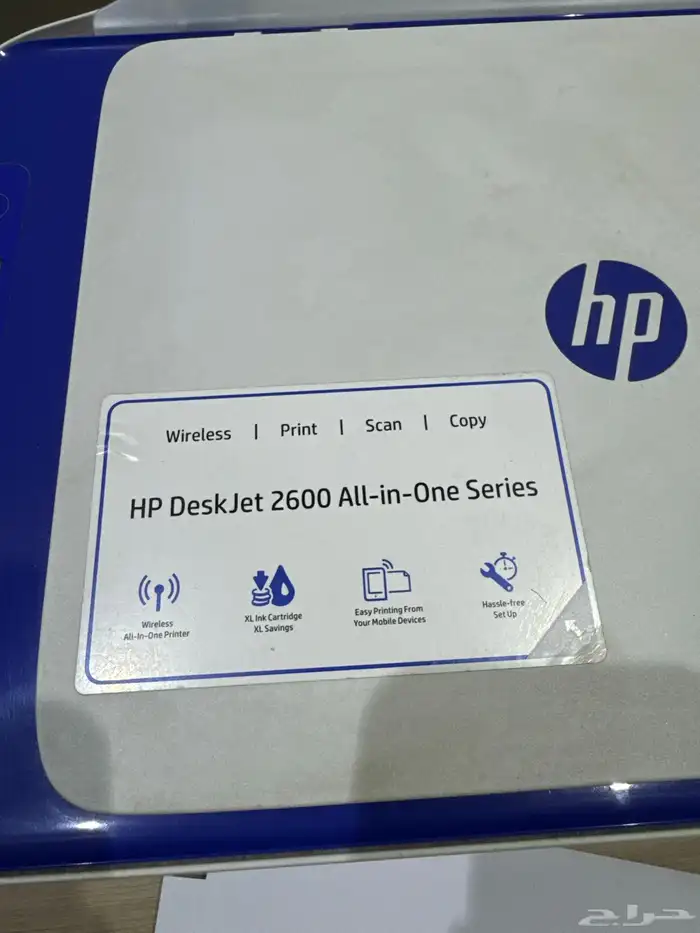 hp
Wireless | Print | Scan | Copy
HP DeskJet 2600 All-in-One Series
Wireless
All-In-One Printer
XL Ink Cartridge
XL Savings
Easy Printing From
Your Mobile Devices
Hassle-free
Set Up
حراج